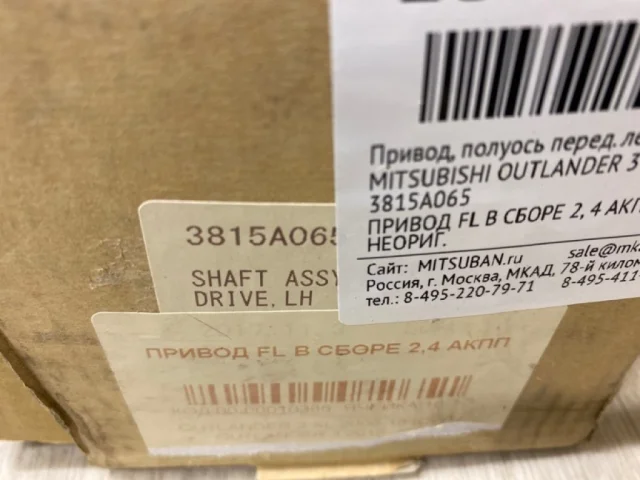 Привод, полуось перед. ле
MITSUBISHI OUTLANDER 3
3815A065
ПРИВОД FL В СБОРЕ 2, 4 АКПП
НЕОРИГ.
Сайт: MITSUBAN.ru sale@mka
Россия, г. Москва, МКАД, 78-й килом
тел.: 8-495-220-79-71 8-495-411-
3815A065
SHAFT ASSY
DRIVE, LH
ПРИВОД FL В СБОРЕ 2,4 АКПП